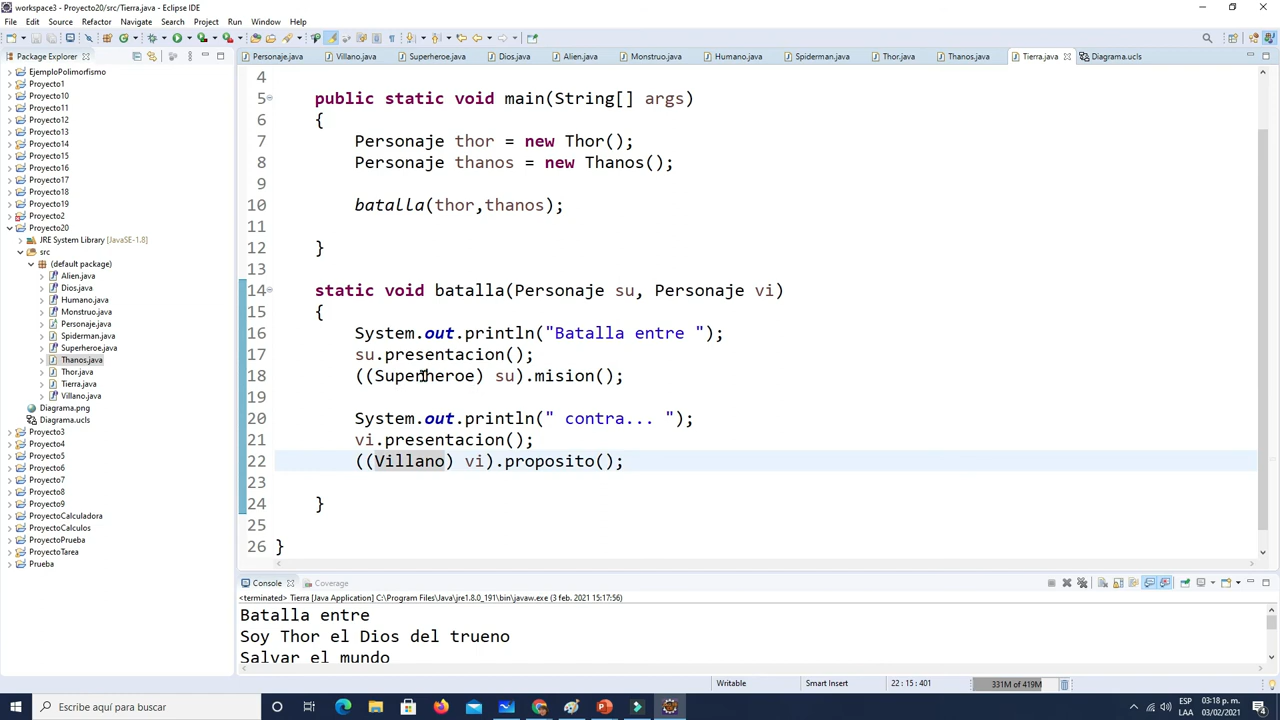 workspace3 - Proyecto20/src/Tierra.java - Eclipse IDE
File Edit Source Refactor Navigate Search Project Run Window Help
Package Explorer
Personaje.java Villano.java Superheroe.java Dios.java Alien.java Monstruo.java Humano.java Spiderman.java Thor.java Thanos.java Tierra.java Diagrama.ucls
EjemploPolimorfismo
Proyecto1
Proyecto10
Proyecto11
Proyecto12
Proyecto13
Proyecto14
Proyecto15
Proyecto16
Proyecto17
Proyecto18
Proyecto19
Proyecto2
Proyecto20
JRE System Library [JavaSE-1.8]
src
(default package)
Alien.java
Dios.java
Humano.java
Monstruo.java
Personaje.java
Spiderman.java
Superheroe.java
Thanos.java
Thor.java
Tierra.java
Villano.java
Diagrama.png
Diagrama.ucls
Proyecto3
Proyecto4
Proyecto5
Proyecto6
Proyecto7
Proyecto8
Proyecto9
ProyectoCalculadora
ProyectoCalculos
ProyectoPrueba
ProyectoTarea
Prueba
4
5 public static void main(String[] args)
6 {
7 Personaje thor = new Thor();
8 Personaje thanos = new Thanos();
9
10 batalla(thor,thanos);
11
12 }
13
14 static void batalla(Personaje su, Personaje vi)
15 {
16 System.out.println("Batalla entre ");
17 su.presentacion();
18 ((Superheroe) su).mision();
19
20 System.out.println(" contra... ");
21 vi.presentacion();
22 ((Villano) vi).proposito();
23
24 }
25
26 }
Console Coverage
<terminated> Tierra [Java Application] C:\Program Files\Java\jre1.8.0_191\bin\javaw.exe (3 feb. 2021 15:17:56)
Batalla entre
Soy Thor el Dios del trueno
Salvar el mundo
Writable Smart Insert 22 : 15 : 401 331M of 419M
Escribe aquí para buscar
ESP
LAA
03:18 p. m.
03/02/2021